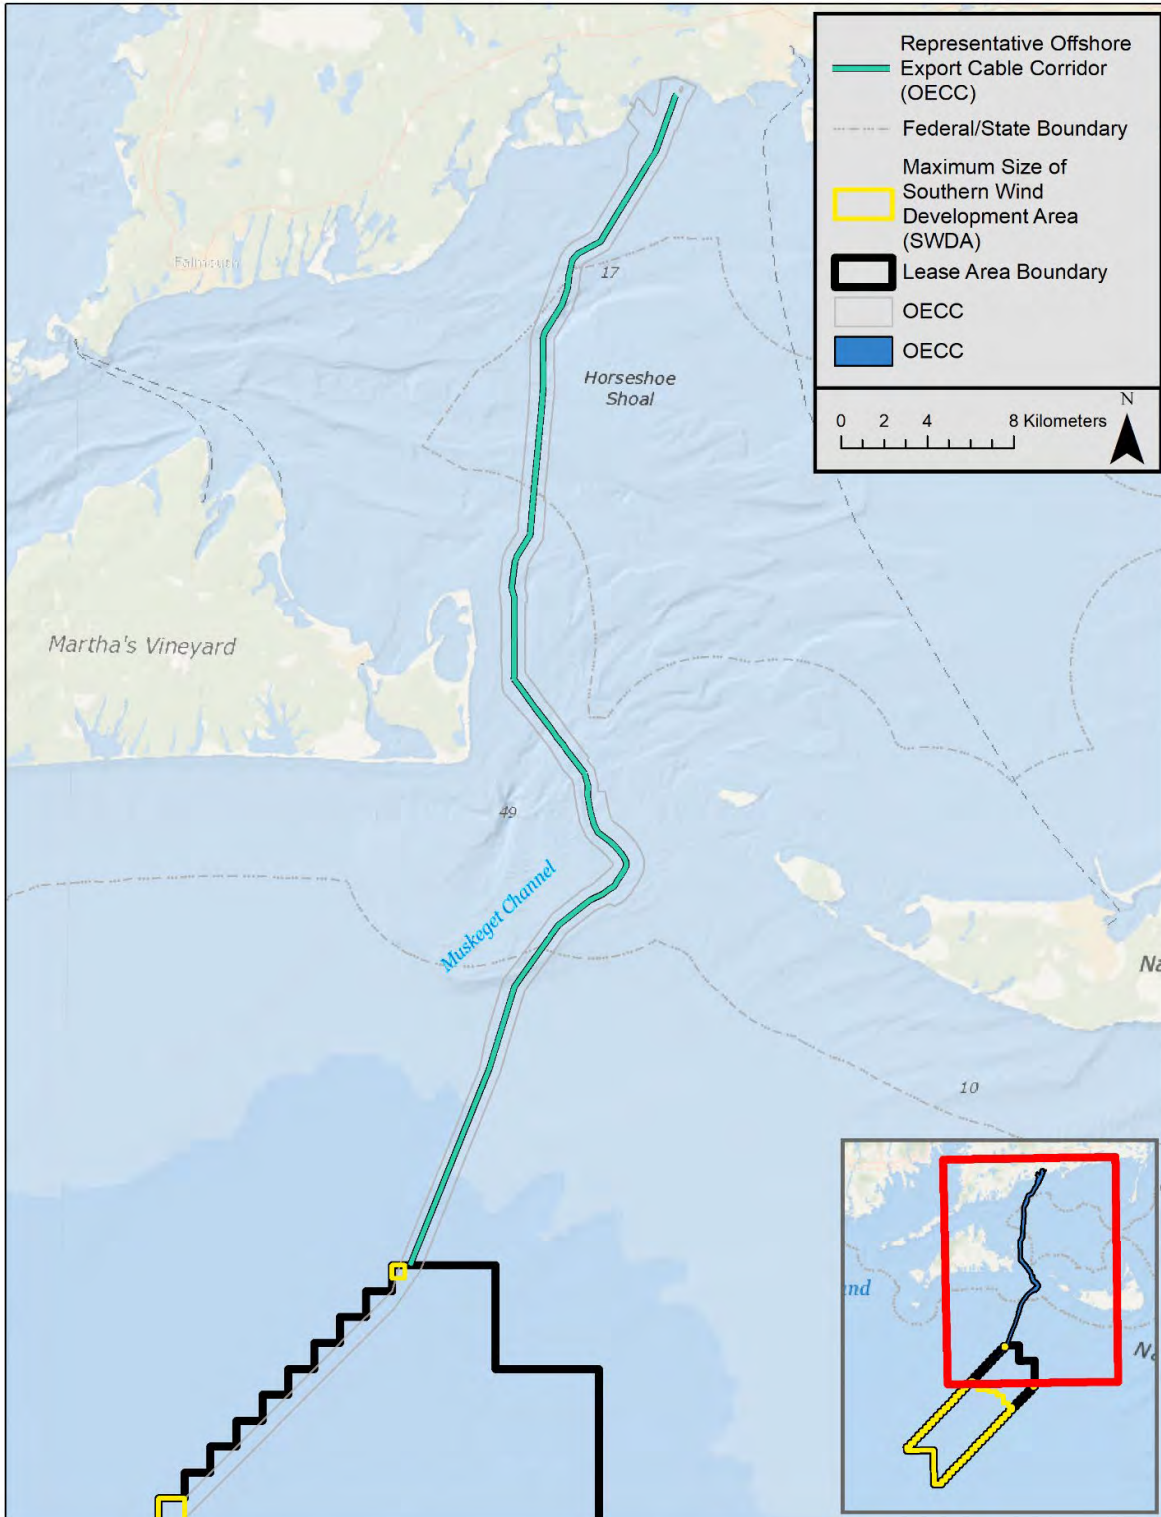 Representative Offshore
Export Cable Corridor
(OECC)
Federal/State Boundary
Maximum Size of
Southern Wind
Development Area
(SWDA)
Lease Area Boundary
OECC
OECC
N
0 2 4 8 Kilometers
Falmouth
17
Horseshoe
Shoal
Martha's Vineyard
49
Muskeget Channel
Na
10
nd
Na